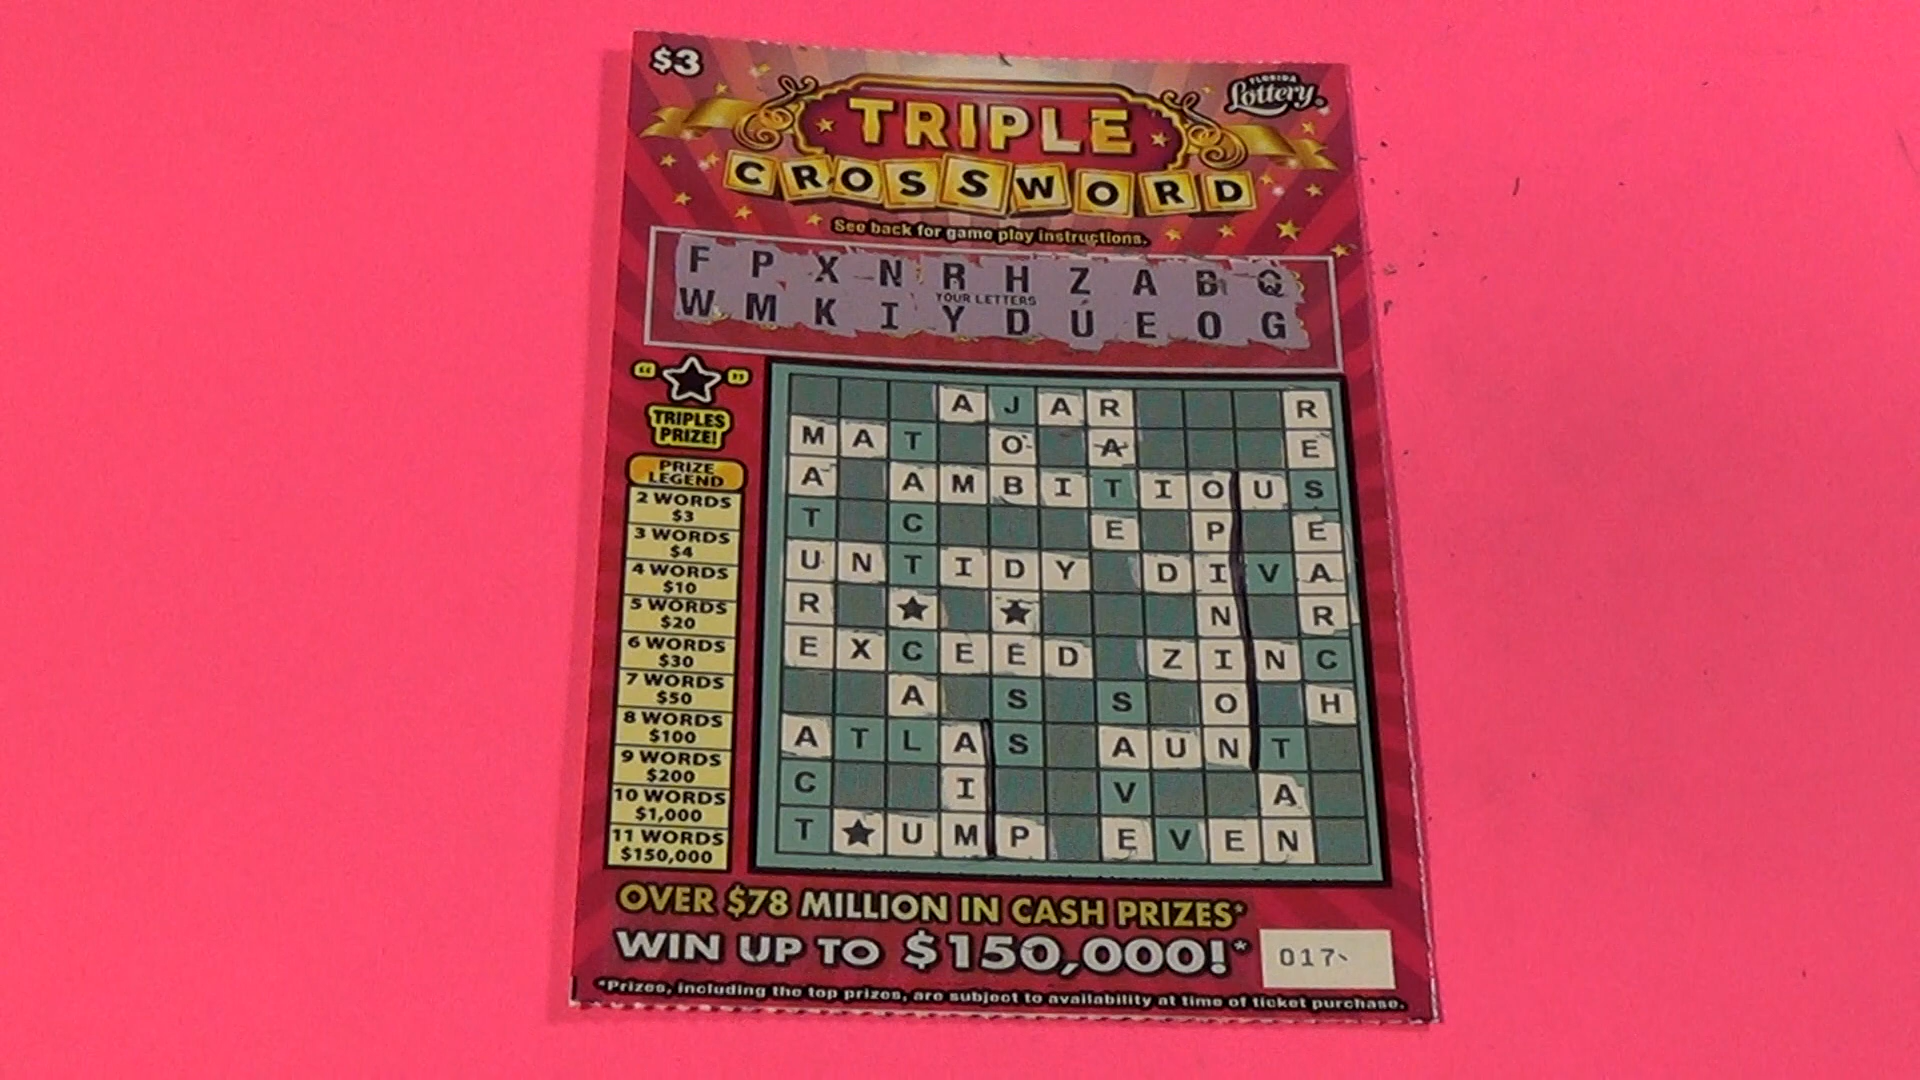 $3
FLORIDA Lottery
TRIPLE
CROSSWORD
See back for game play instructions.
F P X N R H Z A B Q
YOUR LETTERS
W M K I Y D U E O G
" ★ "
TRIPLES PRIZE!
PRIZE LEGEND
2 WORDS
$3
3 WORDS
$4
4 WORDS
$10
5 WORDS
$20
6 WORDS
$30
7 WORDS
$50
8 WORDS
$100
9 WORDS
$200
10 WORDS
$1,000
11 WORDS
$150,000
A J A R R
M A T O A E
A A M B I T I O U S
T C E P E
U N T I D Y D I V A
R ★ ★ N R
E X C E E D Z I N C
A S S O H
A T L A S A U N T
C I V A
T ★ U M P E V E N
OVER $78 MILLION IN CASH PRIZES*
WIN UP TO $150,000!*
017
*Prizes, including the top prizes, are subject to availability at time of ticket purchase.